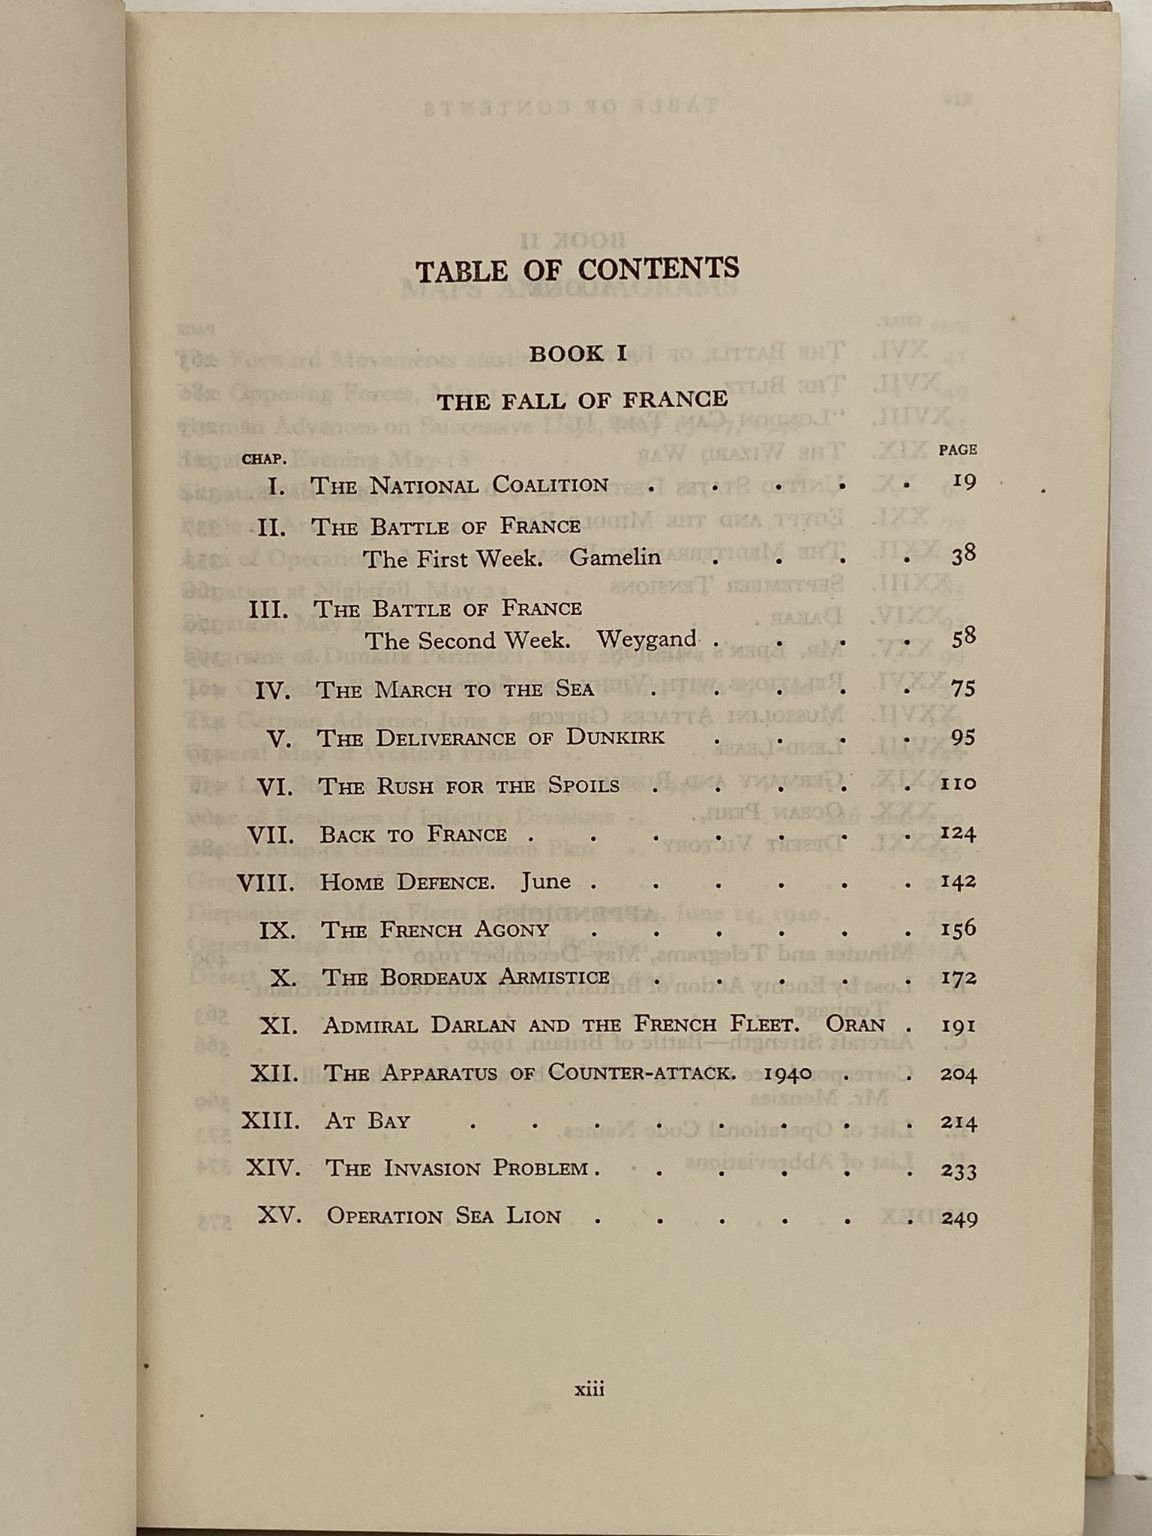 TABLE OF CONTENTS
BOOK I
THE FALL OF FRANCE
CHAP. PAGE
I. THE NATIONAL COALITION . . . . . 19
II. THE BATTLE OF FRANCE
The First Week. Gamelin . . . . 38
III. THE BATTLE OF FRANCE
The Second Week. Weygand . . . . 58
IV. THE MARCH TO THE SEA . . . . . 75
V. THE DELIVERANCE OF DUNKIRK . . . . 95
VI. THE RUSH FOR THE SPOILS . . . . . 110
VII. BACK TO FRANCE . . . . . . 124
VIII. HOME DEFENCE. June . . . . . . 142
IX. THE FRENCH AGONY . . . . . . 156
X. THE BORDEAUX ARMISTICE . . . . . 172
XI. ADMIRAL DARLAN AND THE FRENCH FLEET. ORAN . 191
XII. THE APPARATUS OF COUNTER-ATTACK. 1940 . . 204
XIII. AT BAY . . . . . . . . 214
XIV. THE INVASION PROBLEM . . . . . . 233
XV. OPERATION SEA LION . . . . . . 249
xiii